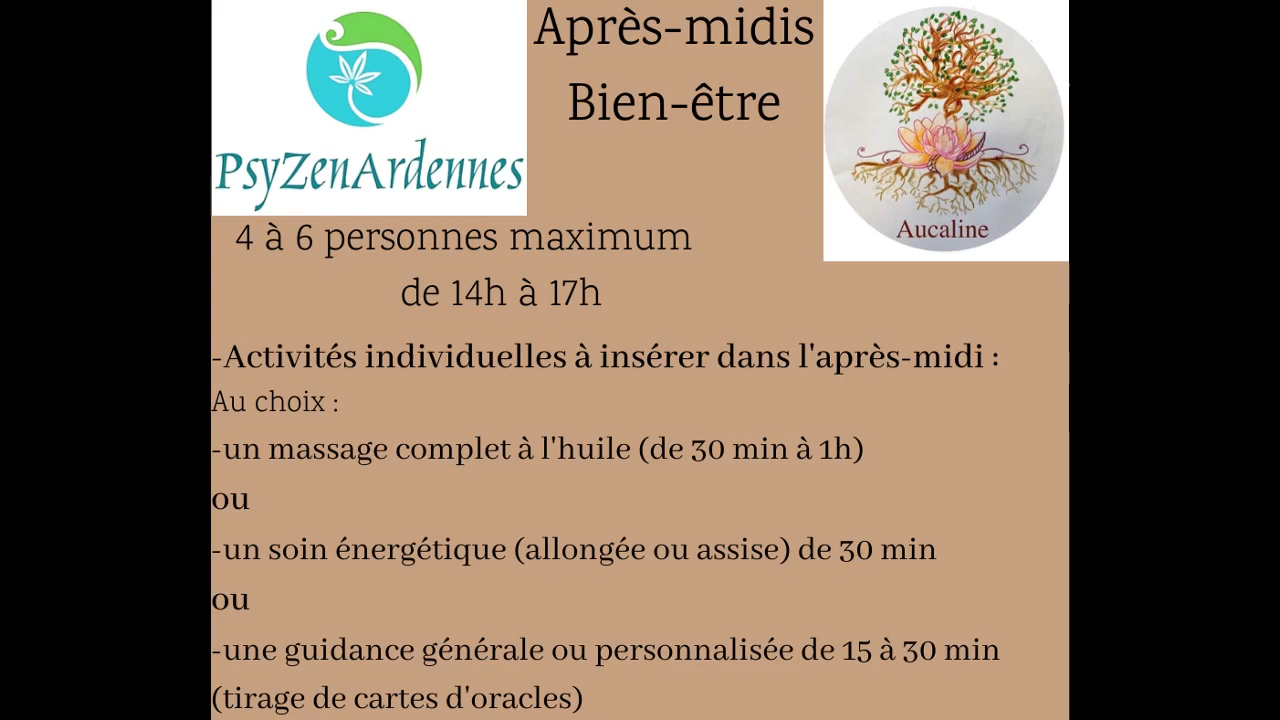 Après-midis
Bien-être
PsyZenArdennes
Aucaline
4 à 6 personnes maximum
de 14h à 17h
-Activités individuelles à insérer dans l'après-midi :
Au choix :
-un massage complet à l'huile (de 30 min à 1h)
ou
-un soin énergétique (allongée ou assise) de 30 min
ou
-une guidance générale ou personnalisée de 15 à 30 min
(tirage de cartes d'oracles)